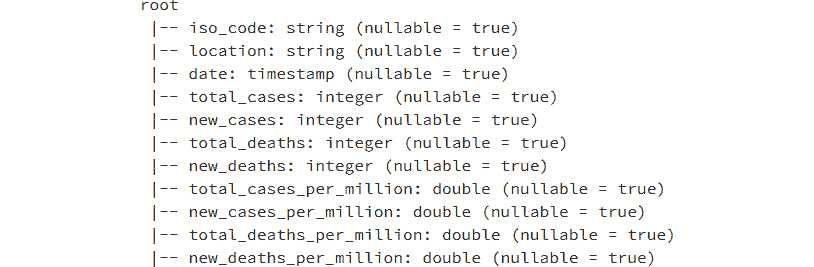 root
 |-- iso_code: string (nullable = true)
 |-- location: string (nullable = true)
 |-- date: timestamp (nullable = true)
 |-- total_cases: integer (nullable = true)
 |-- new_cases: integer (nullable = true)
 |-- total_deaths: integer (nullable = true)
 |-- new_deaths: integer (nullable = true)
 |-- total_cases_per_million: double (nullable = true)
 |-- new_cases_per_million: double (nullable = true)
 |-- total_deaths_per_million: double (nullable = true)
 |-- new_deaths_per_million: double (nullable = true)